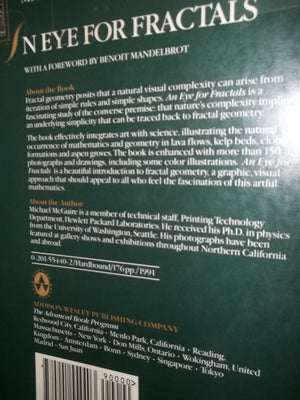 N EYE FOR FRACTALS
WITH A FOREWORD BY BENOIT MANDELBROT
About the Book
Fractal geometry posits that a natural visual complexity can arise from
iteration of simple rules and simple shapes. An Eye for Fractals is a
fascinating study of the converse premise: that nature's complexity implies
an underlying simplicity that can be traced back to fractal geometry.
The book effectively integrates art with science, illustrating the natural
occurrence of mathematics and geometry in lava flows, kelp beds, cloud
formations and aspen groves. The book is enhanced with more than 150
photographs and drawings, including some color illustrations. An Eye for
Fractals is a beautiful introduction to fractal geometry, a graphic, visual
approach that should appeal to all who feel the fascination of this artful
mathematics.
About the Author
Michael McGuire is a member of technical staff, Printing Technology
Department, Hewlett Packard Laboratories. He received his Ph.D. in physics
from the University of Washington, Seattle. His photographs have been
featured at gallery shows and exhibitions throughout Northern California
and abroad.
0-201-55440-2/Hardbound/176pp/1991
ADDISON-WESLEY PUBLISHING COMPANY
The Advanced Book Program
Redwood City, California · Menlo Park, California · Reading,
Massachusetts · New York · Don Mills, Ontario · Wokingham, United
Kingdom · Amsterdam · Bonn · Sydney · Singapore · Tokyo
Madrid · San Juan
90000>